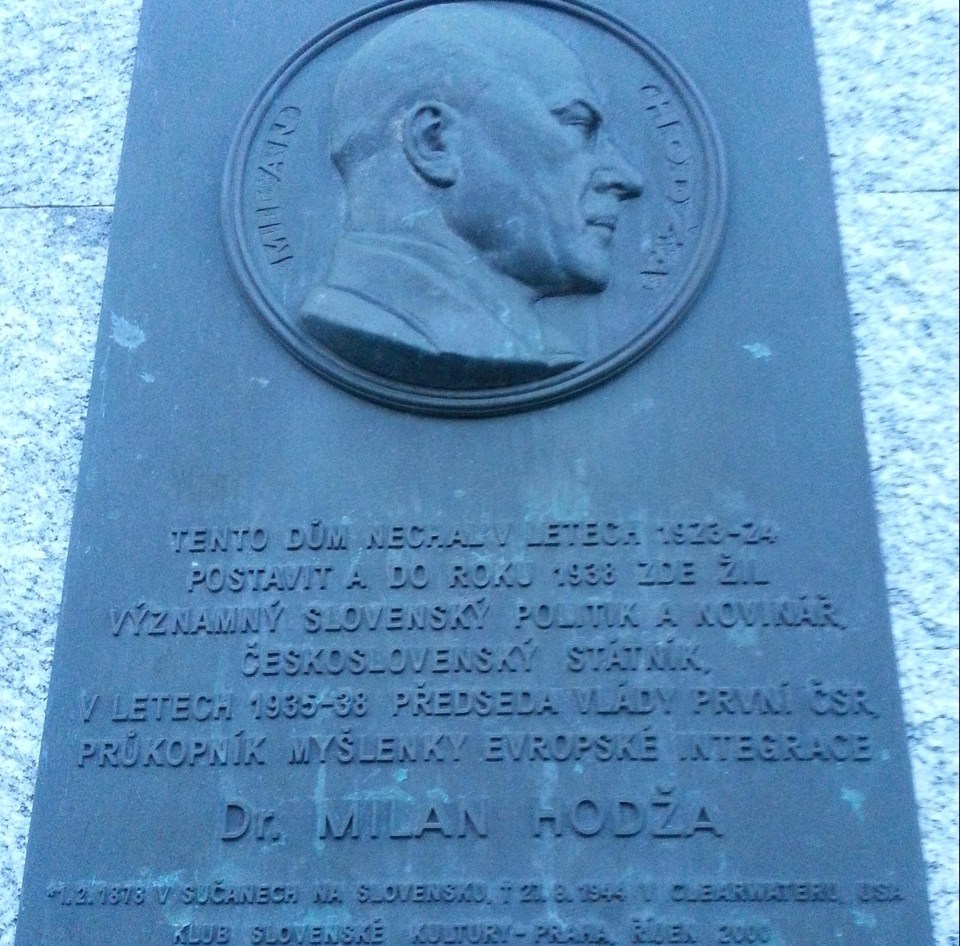 MILAN HODŽA
TENTO DŮM NECHAL V LETECH 1923-24
POSTAVIT A DO ROKU 1938 ZDE ŽIL
VÝZNAMNÝ SLOVENSKÝ POLITIK A NOVINÁŘ,
ČESKOSLOVENSKÝ STÁTNÍK,
V LETECH 1935-38 PŘEDSEDA VLÁDY PRVNÍ ČSR,
PRŮKOPNÍK MYŠLENKY EVROPSKÉ INTEGRACE
Dr. MILAN HODŽA
*1.2.1878 V SUČANECH NA SLOVENSKU, † 27.6.1944 V CLEARWATERU, USA
KLUB SLOVENSKÉ KULTURY-PRAHA, ŘÍJEN